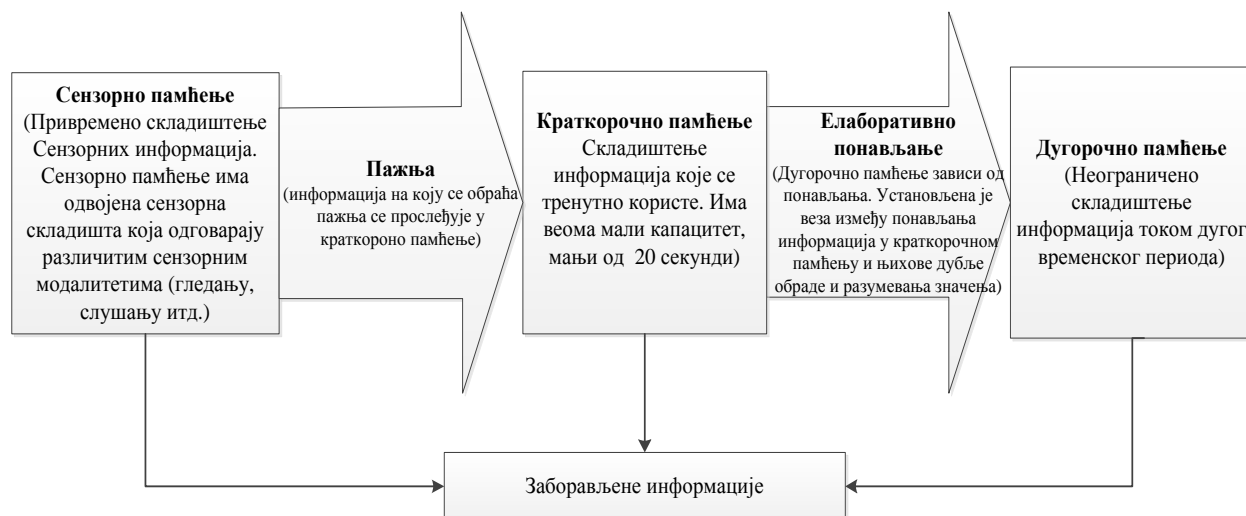 Сензорно памћење
(Привремено складиштење
Сензорних информација.
Сензорно памћење има
одвојена сензорна
складишта која одговарају
различитим сензорним
модалитетима (гледању,
слушању итд.)
Пажња
(информација на коју се обраћа
пажња се прослеђује у
краткороно памћење)
Краткорочно памћење
Складиштење
информација које се
тренутно користе. Има
веома мали капацитет,
мањи од 20 секунди)
Елаборативно
понављање
(Дугорочно памћење зависи од
понављања. Установљена је
веза између понављања
информација у краткорочном
памћењу и њихове дубље
обраде и разумевања значења)
Дугорочно памћење
(Неограничено
складиштење
информација током дугог
временског периода)
Заборављене информације